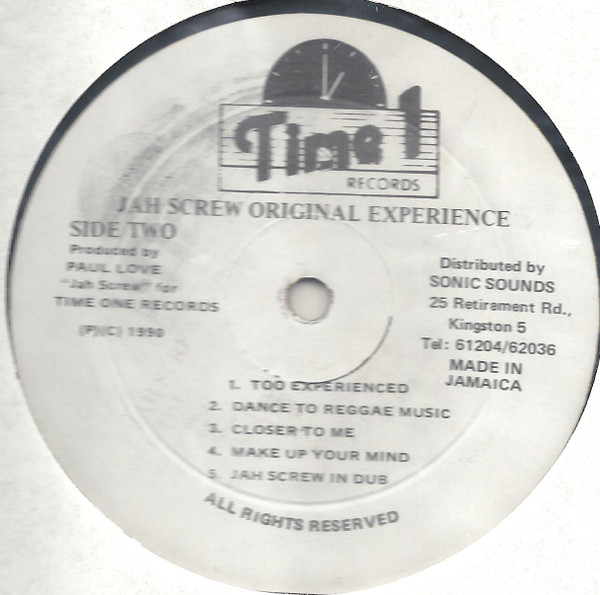 Time 1
RECORDS
JAH SCREW ORIGINAL EXPERIENCE
SIDE TWO
Produced by
PAUL LOVE
"Jah Screw" for
TIME ONE RECORDS
(P)(C) 1990
Distributed by
SONIC SOUNDS
25 Retirement Rd.,
Kingston 5
Tel: 61204/62036
MADE IN
JAMAICA
1. TOO EXPERIENCED
2. DANCE TO REGGAE MUSIC
3. CLOSER TO ME
4. MAKE UP YOUR MIND
5. JAH SCREW IN DUB
ALL RIGHTS RESERVED